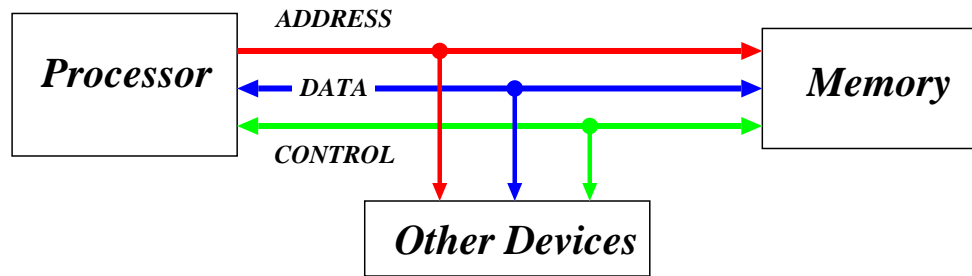 ADDRESS
Processor
DATA
Memory
CONTROL
Other Devices